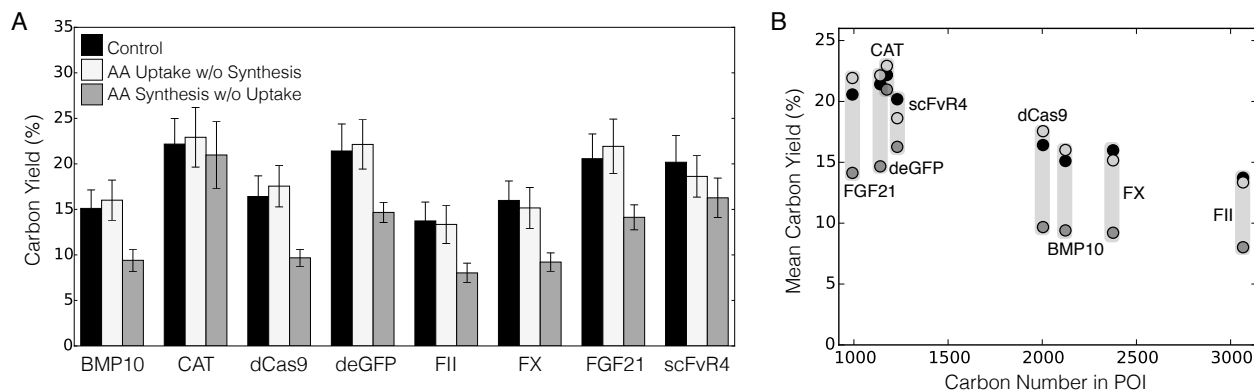 A
Carbon Yield (%)
35
30
25
20
15
10
5
0
Control
AA Uptake w/o Synthesis
AA Synthesis w/o Uptake
BMP10 CAT dCas9 deGFP FII FX FGF21 scFvR4
B
Mean Carbon Yield (%)
25
20
15
10
5
0
CAT
scFvR4
dCas9
deGFP
FGF21
FX
FII
BMP10
1000 1500 2000 2500 3000
Carbon Number in POI